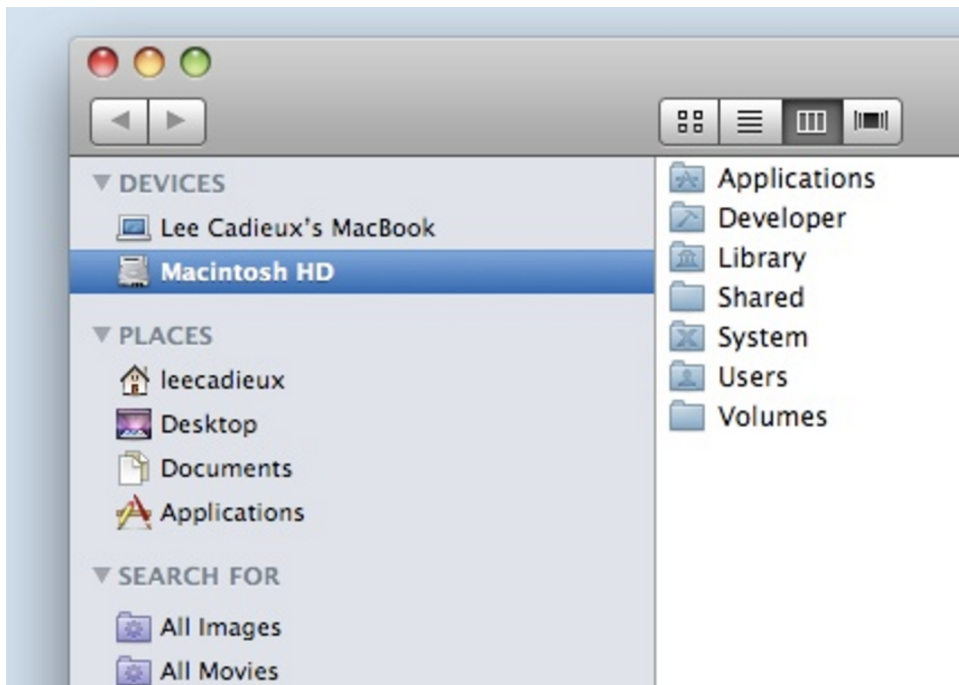 DEVICES
Lee Cadieux's MacBook
Macintosh HD
PLACES
leecadieux
Desktop
Documents
Applications
SEARCH FOR
All Images
All Movies
Applications
Developer
Library
Shared
System
Users
Volumes